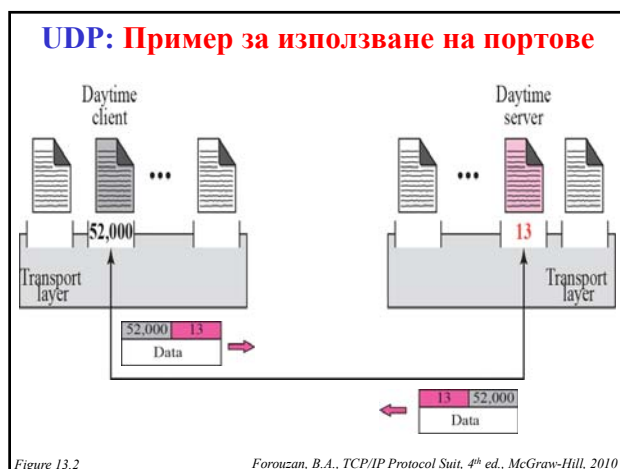 UDP: Пример за използване на портове
Daytime
client
Daytime
server
•••
•••
52,000
13
Transport
layer
Transport
layer
52,000 13
Data
13 52,000
Data
Figure 13.2
Forouzan, B.A., TCP/IP Protocol Suit, 4th ed., McGraw-Hill, 2010